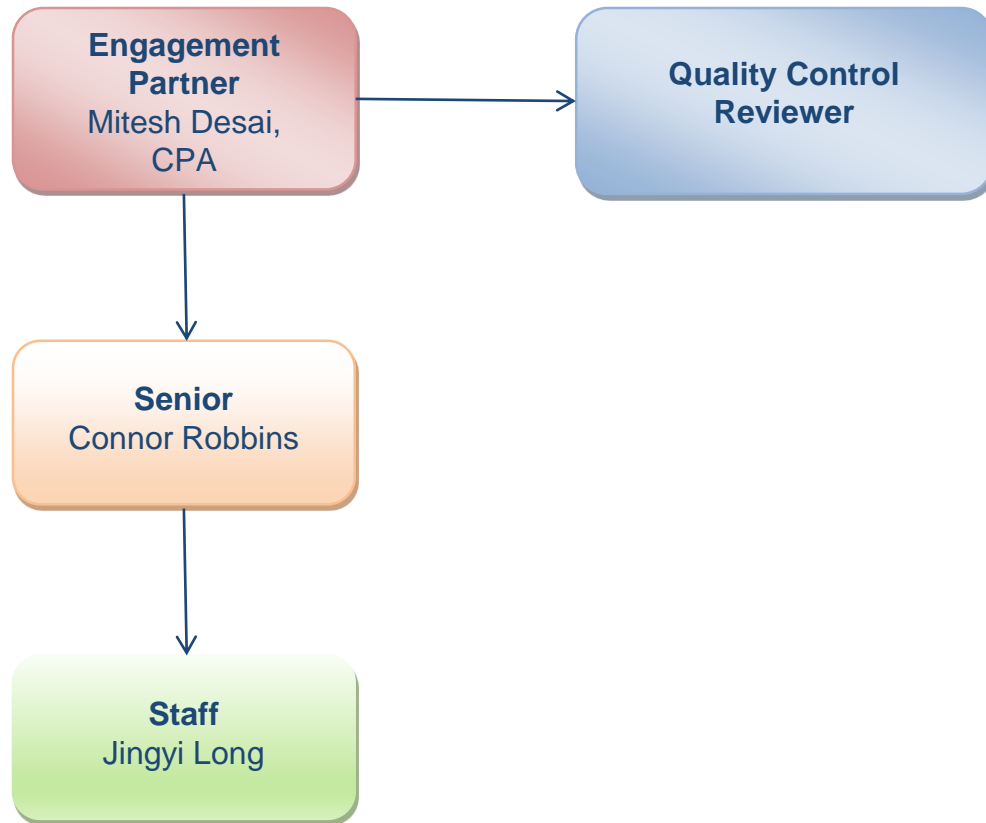 Engagement
Partner
Mitesh Desai,
CPA
Quality Control
Reviewer
Senior
Connor Robbins
Staff
Jingyi Long